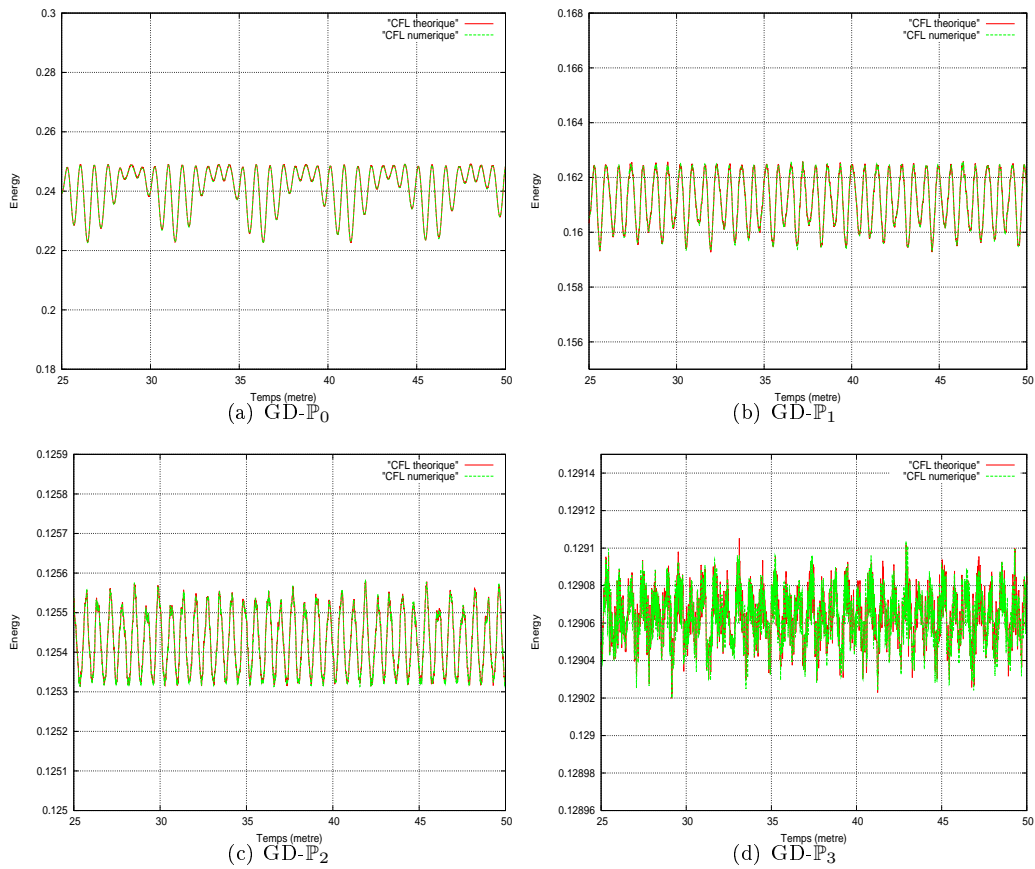 0.3
0.28
0.26
0.24
0.22
0.2
0.18
Energy
25
30
35
40
45
50
Temps (metre)
"CFL theorique"
"CFL numerique"
(a) GD-ℙ₀
0.168
0.166
0.164
0.162
0.16
0.158
0.156
Energy
25
30
35
40
45
50
Temps (metre)
"CFL theorique"
"CFL numerique"
(b) GD-ℙ₁
0.1259
0.1258
0.1257
0.1256
0.1255
0.1254
0.1253
0.1252
0.1251
0.125
Energy
25
30
35
40
45
50
Temps (metre)
"CFL theorique"
"CFL numerique"
(c) GD-ℙ₂
0.12914
0.12912
0.1291
0.12908
0.12906
0.12904
0.12902
0.129
0.12898
0.12896
Energy
25
30
35
40
45
50
Temps (metre)
"CFL theorique"
"CFL numerique"
(d) GD-ℙ₃